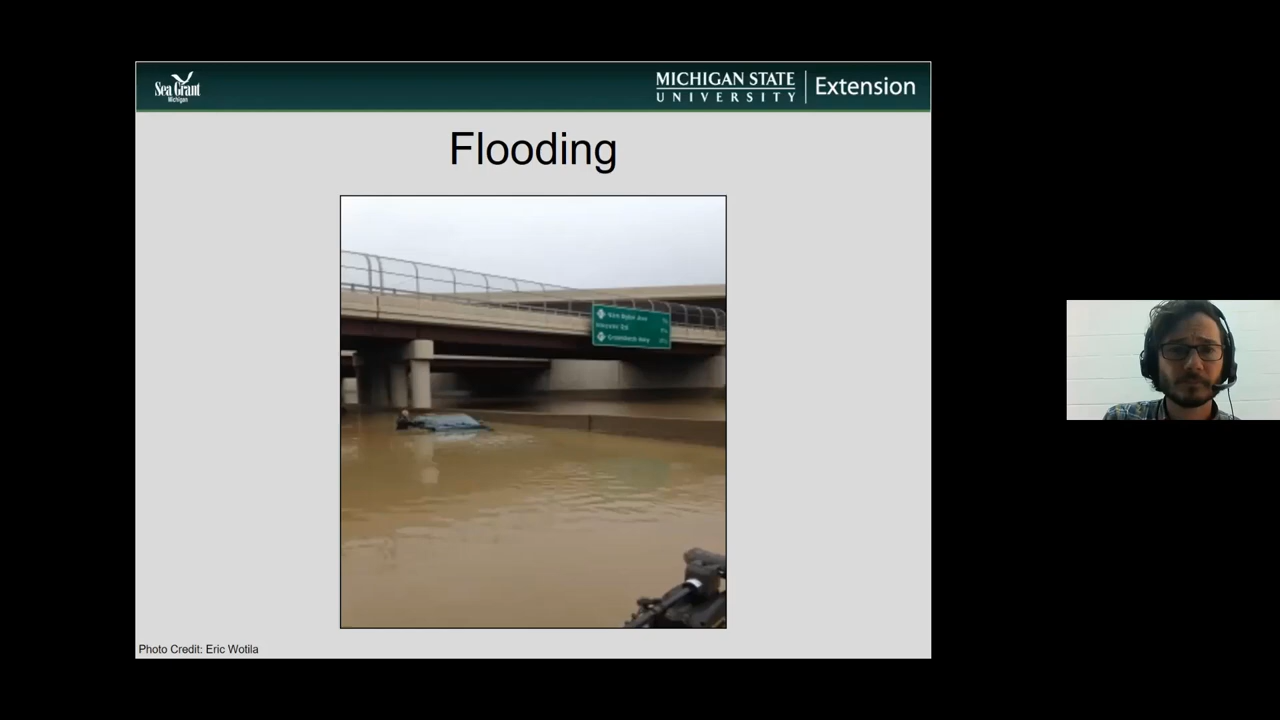 Sea Grant
Michigan
MICHIGAN STATE
UNIVERSITY
Extension
Flooding
Photo Credit: Eric Wotila